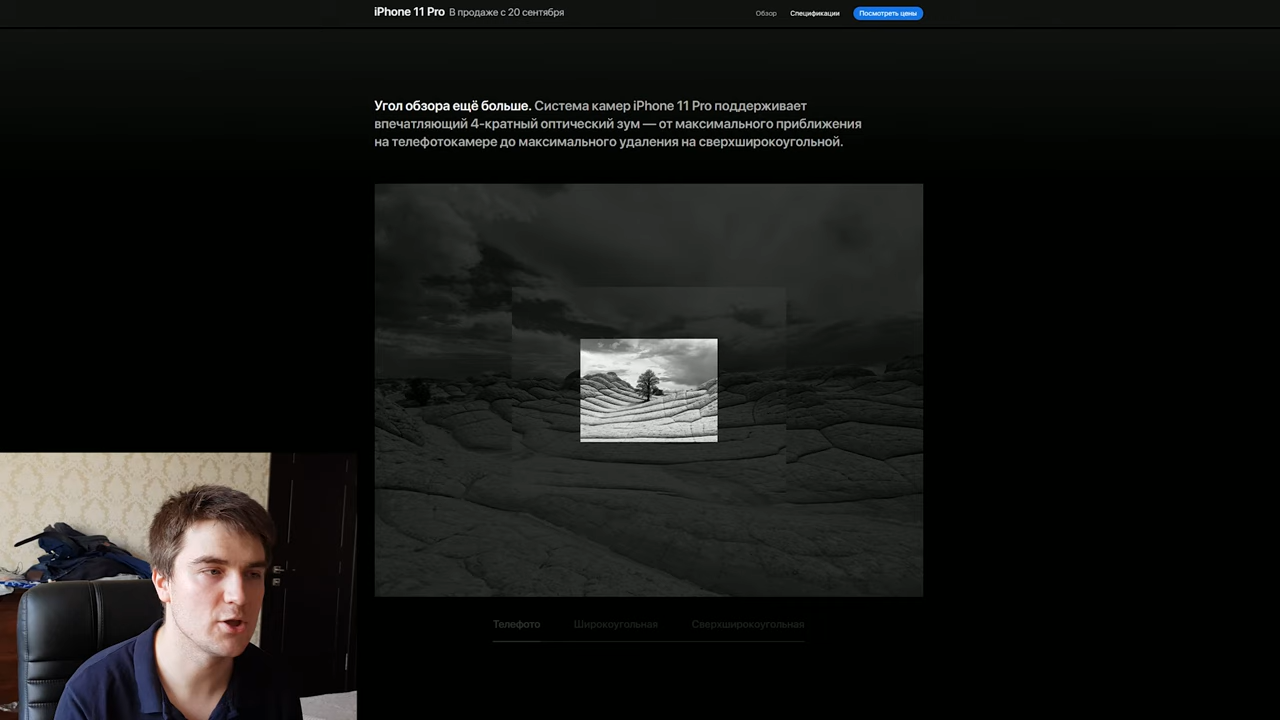 iPhone 11 Pro В продаже с 20 сентября
Обзор Спецификации Посмотреть цены
Угол обзора ещё больше. Система камер iPhone 11 Pro поддерживает
впечатляющий 4-кратный оптический зум — от максимального приближения
на телефотокамере до максимального удаления на сверхширокоугольной.
Телефото Широкоугольная Сверхширокоугольная